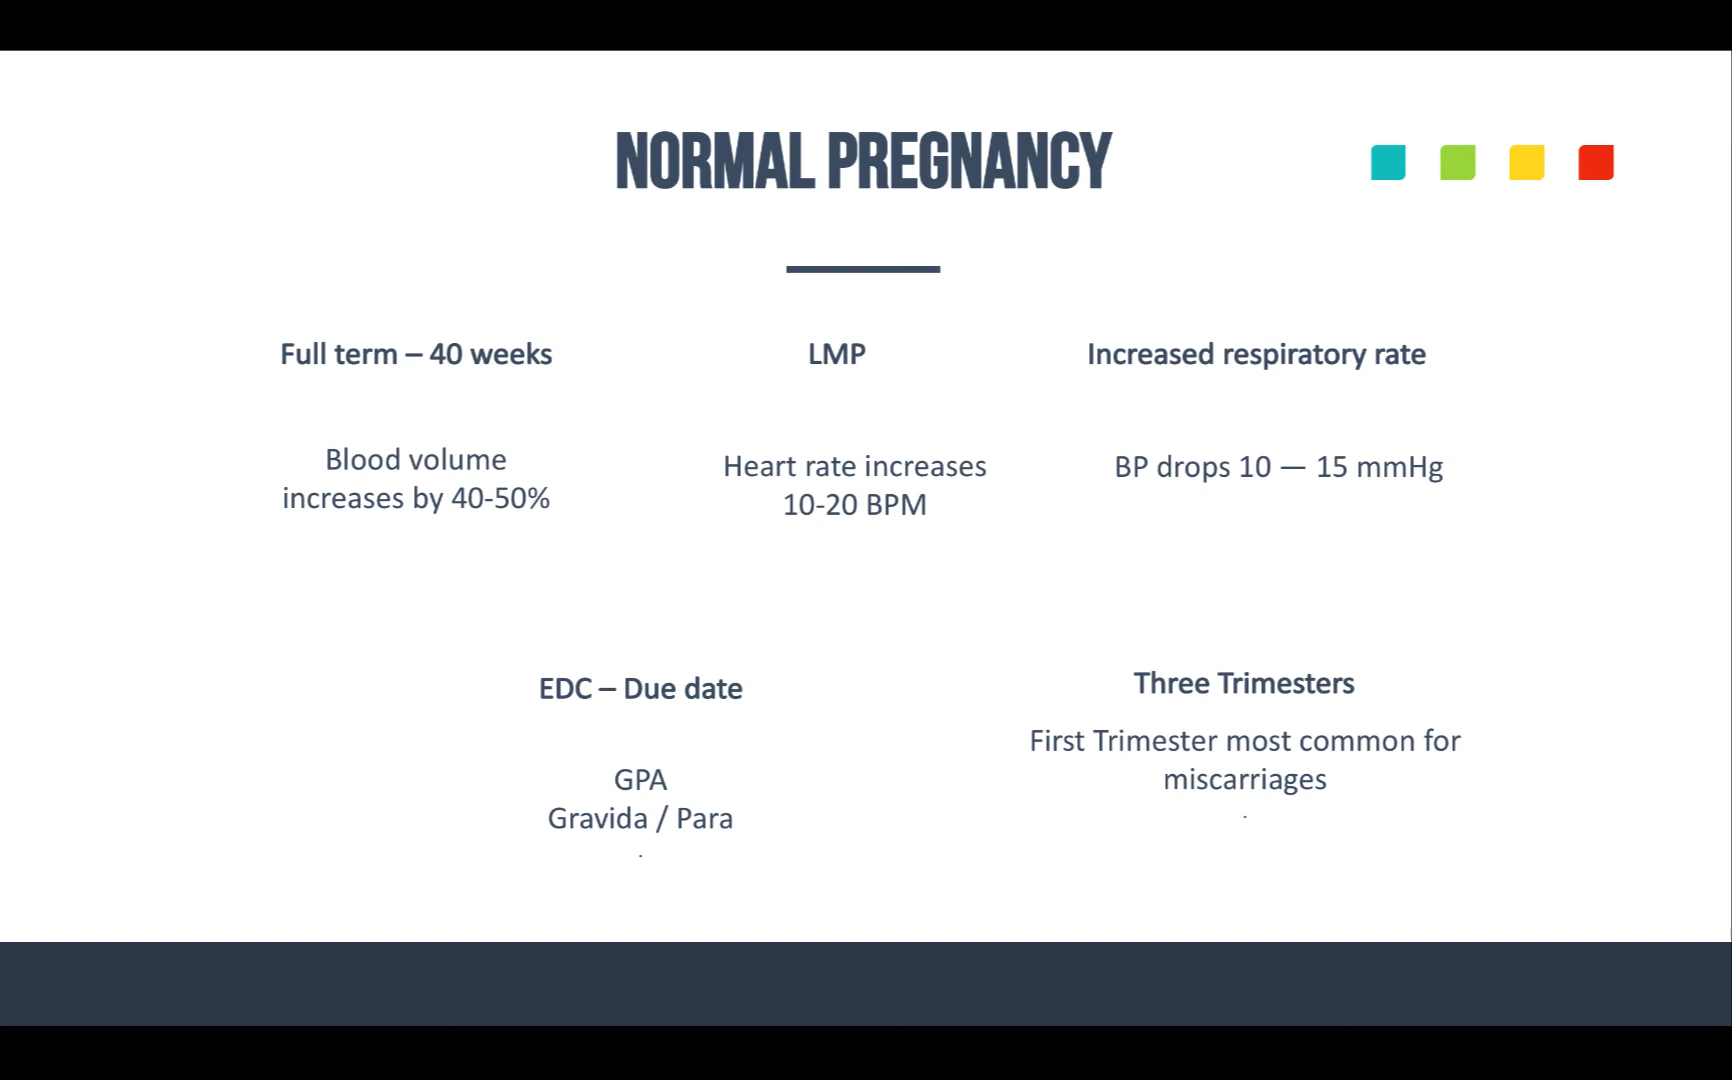 NORMAL PREGNANCY
Full term – 40 weeks
Blood volume
increases by 40-50%
LMP
Heart rate increases
10-20 BPM
Increased respiratory rate
BP drops 10 — 15 mmHg
EDC – Due date
GPA
Gravida / Para
.
Three Trimesters
First Trimester most common for
miscarriages
.